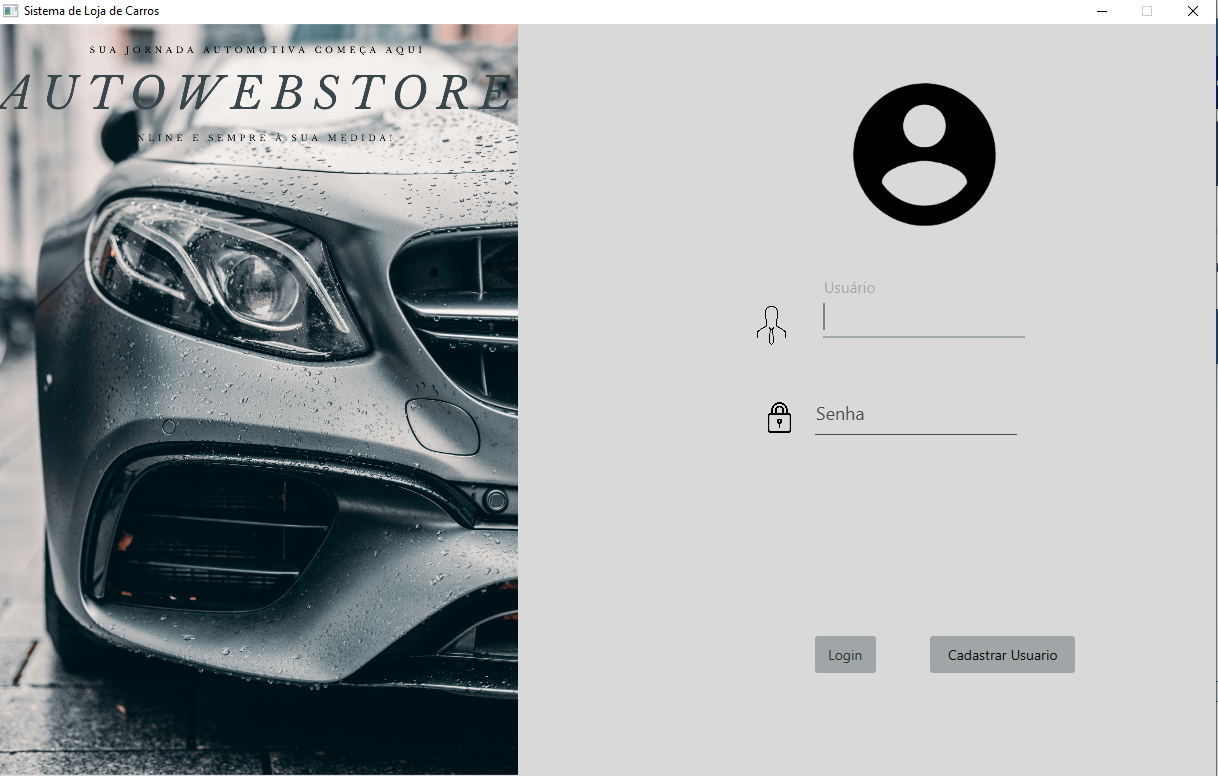 Sistema de Loja de Carros
SUA JORNADA AUTOMOTIVA COMEÇA AQUI
AUTOWEBSTORE
NLINE E SEMPRE À SUA MEDIDA!
Usuário
Senha
Login
Cadastrar Usuario